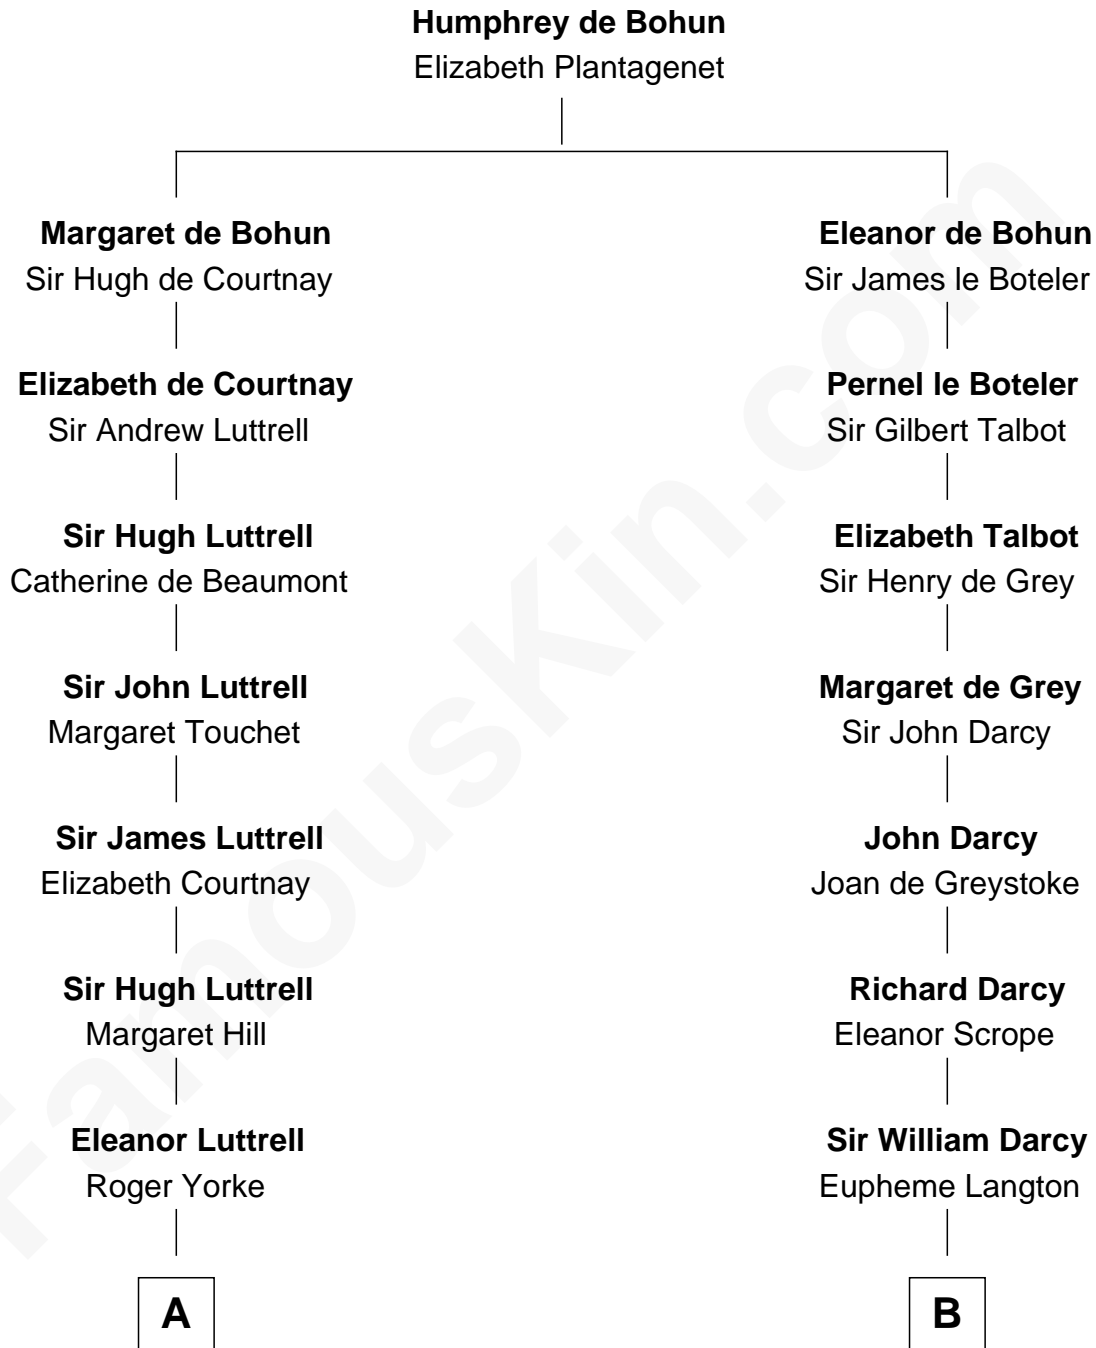 Humphrey de Bohun
Elizabeth Plantagenet
Margaret de Bohun
Sir Hugh de Courtnay
Eleanor de Bohun
Sir James le Boteler
Elizabeth de Courtnay
Sir Andrew Luttrell
Pernel le Boteler
Sir Gilbert Talbot
Sir Hugh Luttrell
Catherine de Beaumont
Elizabeth Talbot
Sir Henry de Grey
Sir John Luttrell
Margaret Touchet
Margaret de Grey
Sir John Darcy
Sir James Luttrell
Elizabeth Courtnay
John Darcy
Joan de Greystoke
Sir Hugh Luttrell
Margaret Hill
Richard Darcy
Eleanor Scrope
Eleanor Luttrell
Roger Yorke
Sir William Darcy
Eupheme Langton
A
B
FamousKin.com